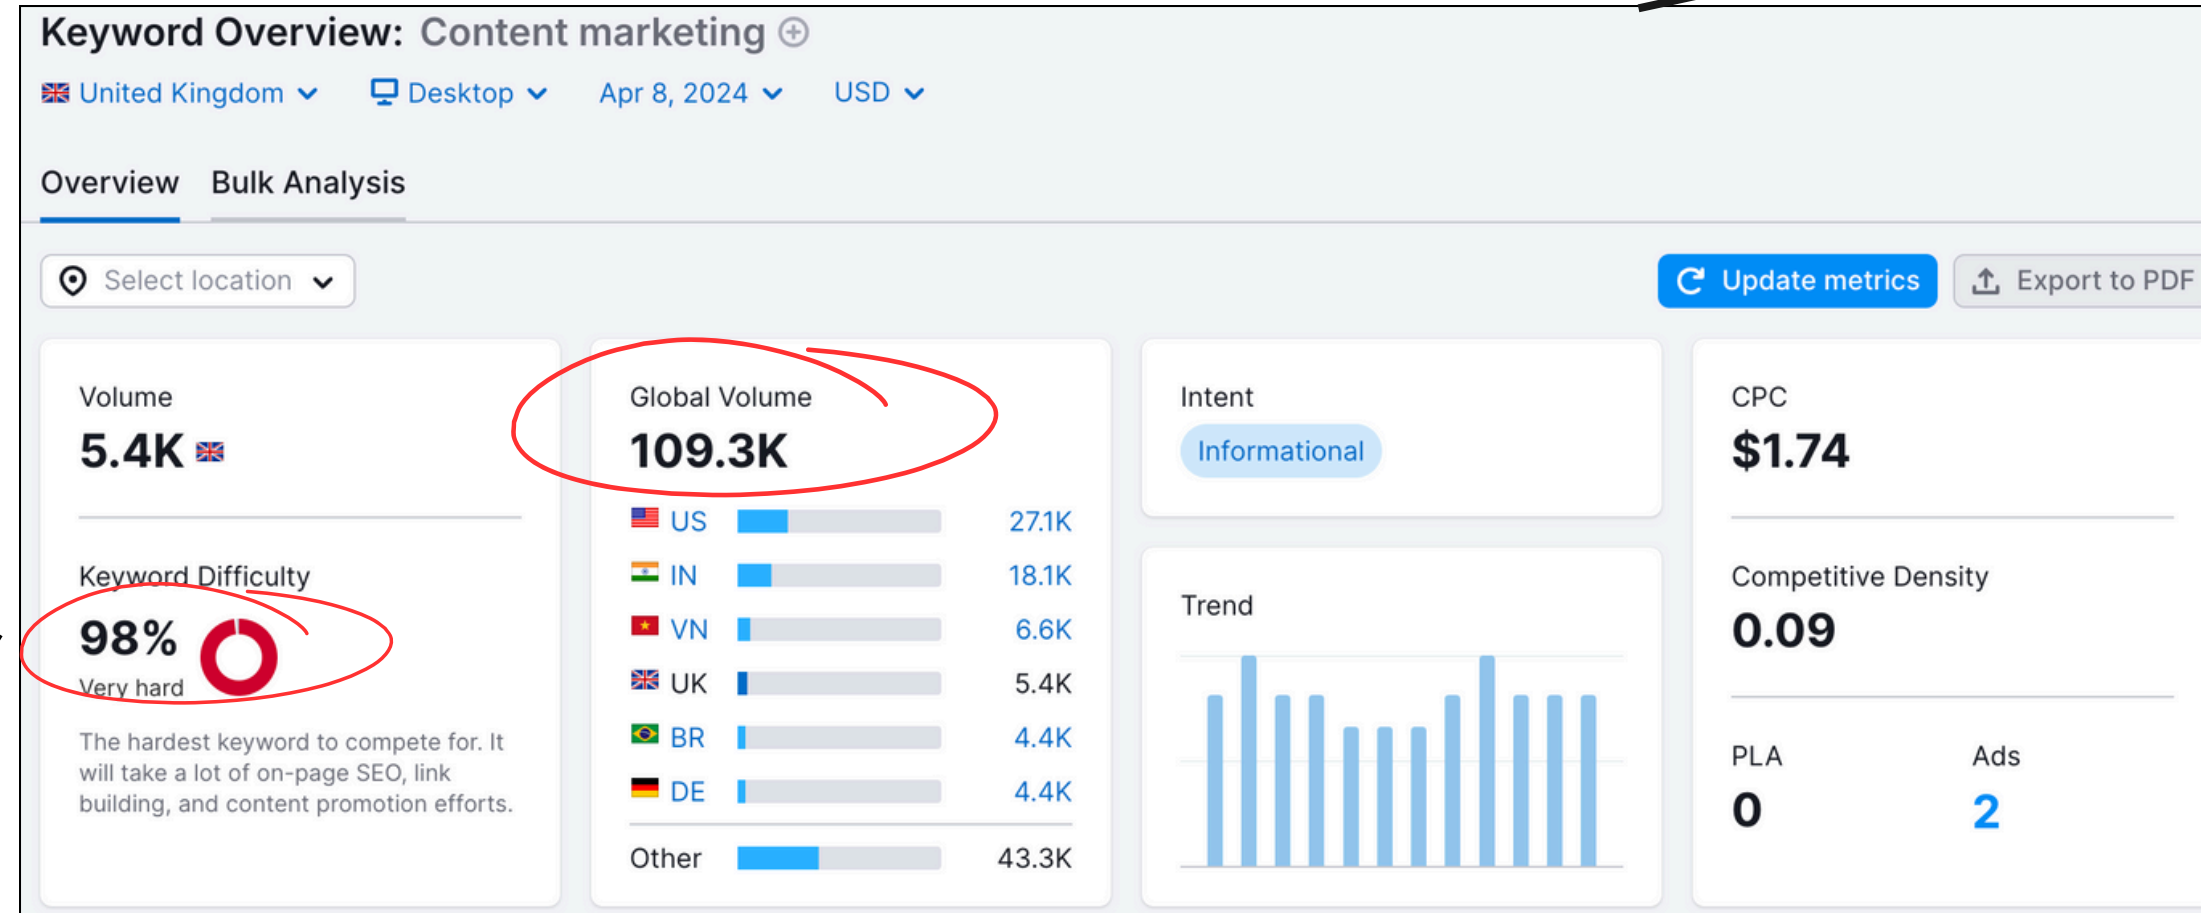 Keyword Overview: Content marketing
United Kingdom Desktop Apr 8, 2024 USD
Overview Bulk Analysis
Select location
Update metrics
Export to PDF
Volume
5.4K
Keyword Difficulty
98%
Very hard
The hardest keyword to compete for. It
will take a lot of on-page SEO, link
building, and content promotion efforts.
Global Volume
109.3K
US 27.1K
IN 18.1K
VN 6.6K
UK 5.4K
BR 4.4K
DE 4.4K
Other 43.3K
Intent
Informational
Trend
CPC
$1.74
Competitive Density
0.09
PLA Ads
0 2